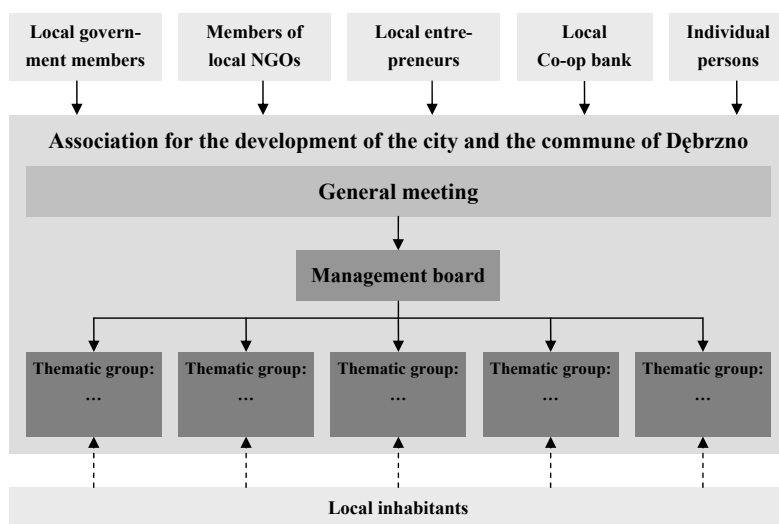 Local govern-
ment members
Members of
local NGOs
Local entre-
preneurs
Local
Co-op bank
Individual
persons
Association for the development of the city and the commune of Dębrzno
General meeting
Management board
Thematic group:
...
Thematic group:
...
Thematic group:
...
Thematic group:
...
Thematic group:
...
Local inhabitants